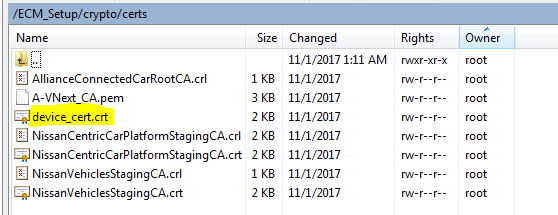 /ECM_Setup/crypto/certs
Name Size Changed Rights Owner
.. 11/1/2017 1:11 AM rwxr-xr-x root
AllianceConnectedCarRootCA.crl 1 KB 11/1/2017 rw-r--r-- root
A-VNext_CA.pem 3 KB 11/1/2017 rw-r--r-- root
device_cert.crt 2 KB 11/1/2017 rw-r--r-- root
NissanCentricCarPlatformStagingCA.crl 2 KB 11/1/2017 rw-r--r-- root
NissanCentricCarPlatformStagingCA.crt 2 KB 11/1/2017 rw-r--r-- root
NissanVehiclesStagingCA.crl 1 KB 11/1/2017 rw-r--r-- root
NissanVehiclesStagingCA.crt 2 KB 11/1/2017 rw-r--r-- root